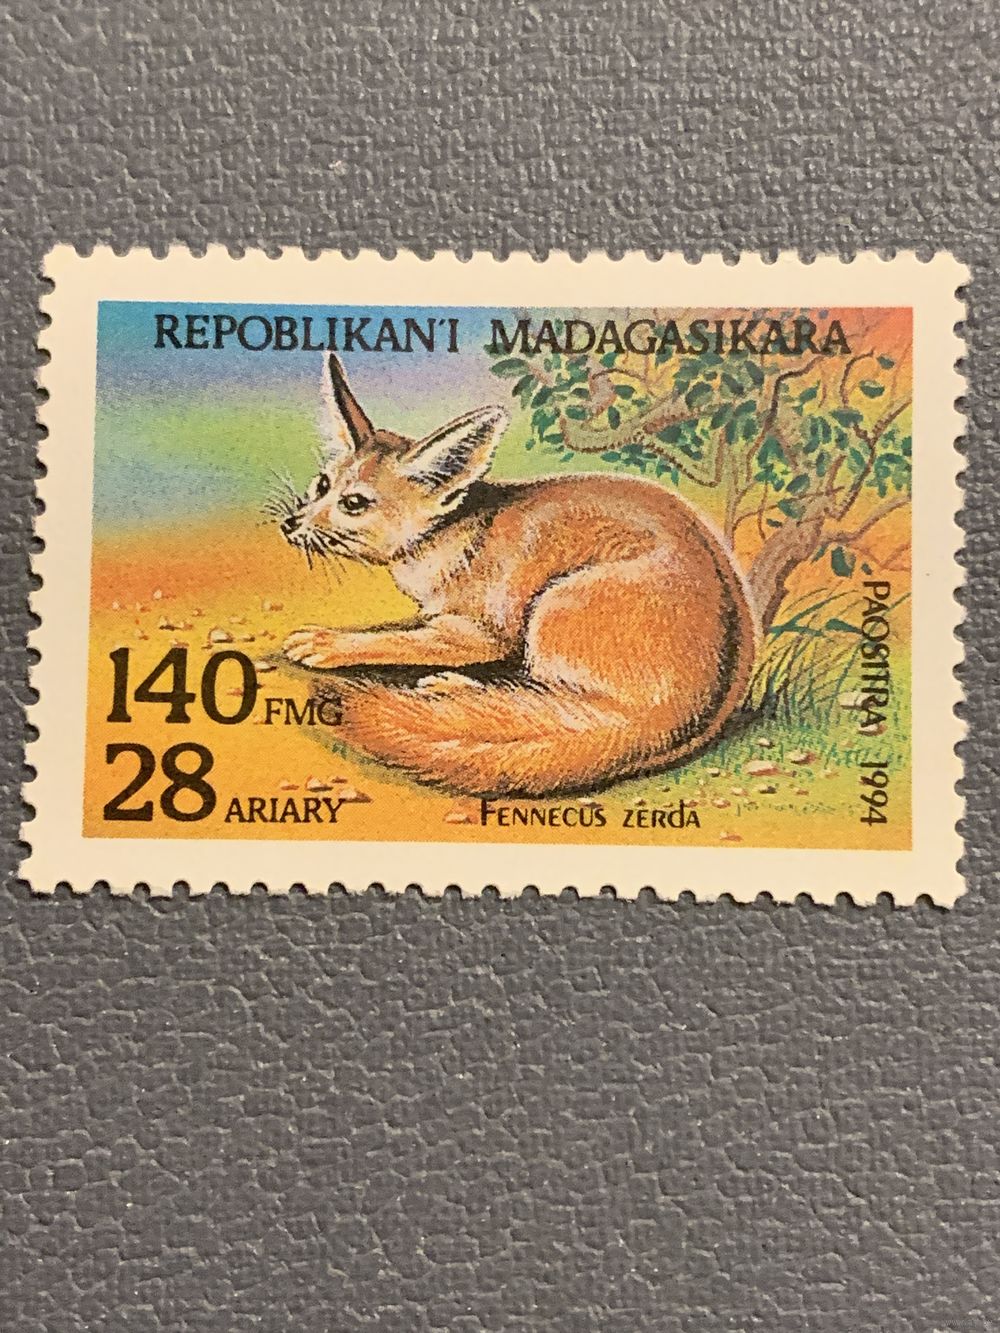 REPOBLIKAN'I MADAGASIKARA
140 FMG
28 ARIARY
FENNECUS ZERdA
PAOSITRA 1994